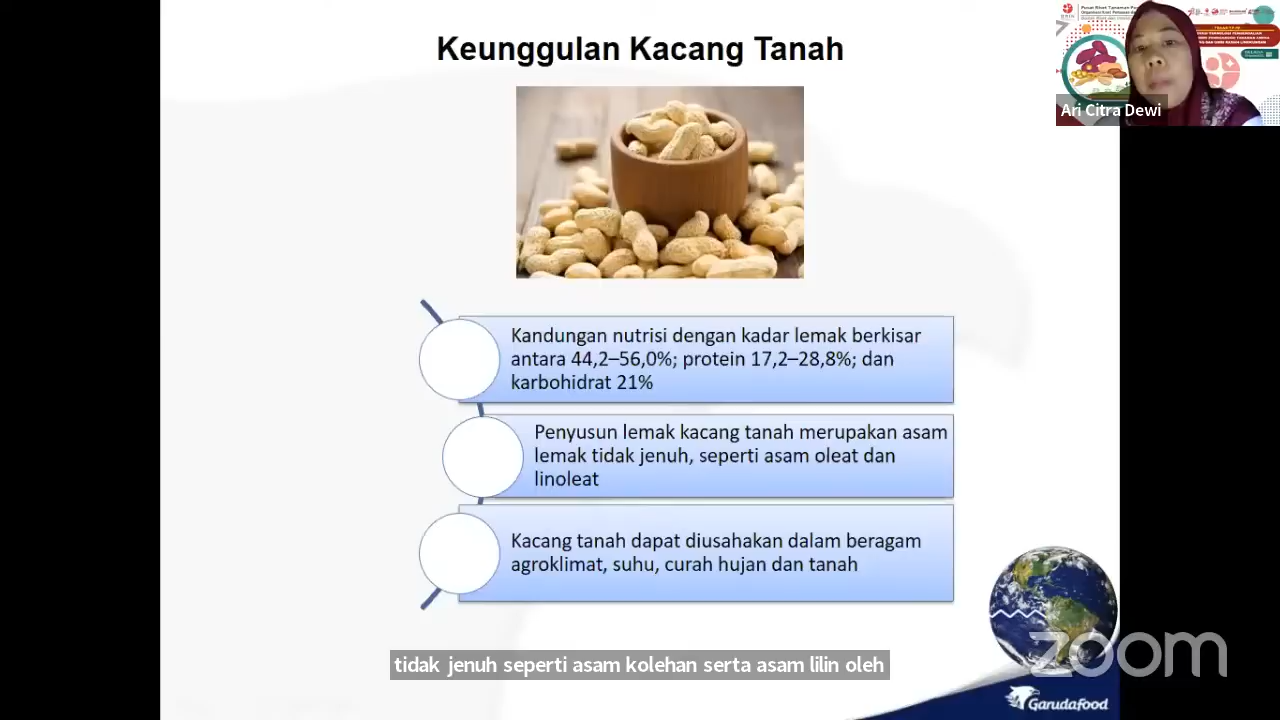 Keunggulan Kacang Tanah
Ari Citra Dewi
Kandungan nutrisi dengan kadar lemak berkisar
antara 44,2–56,0%; protein 17,2–28,8%; dan
karbohidrat 21%
Penyusun lemak kacang tanah merupakan asam
lemak tidak jenuh, seperti asam oleat dan
linoleat
Kacang tanah dapat diusahakan dalam beragam
agroklimat, suhu, curah hujan dan tanah
tidak jenuh seperti asam kolehan serta asam lilin oleh
zoom
Garudafood